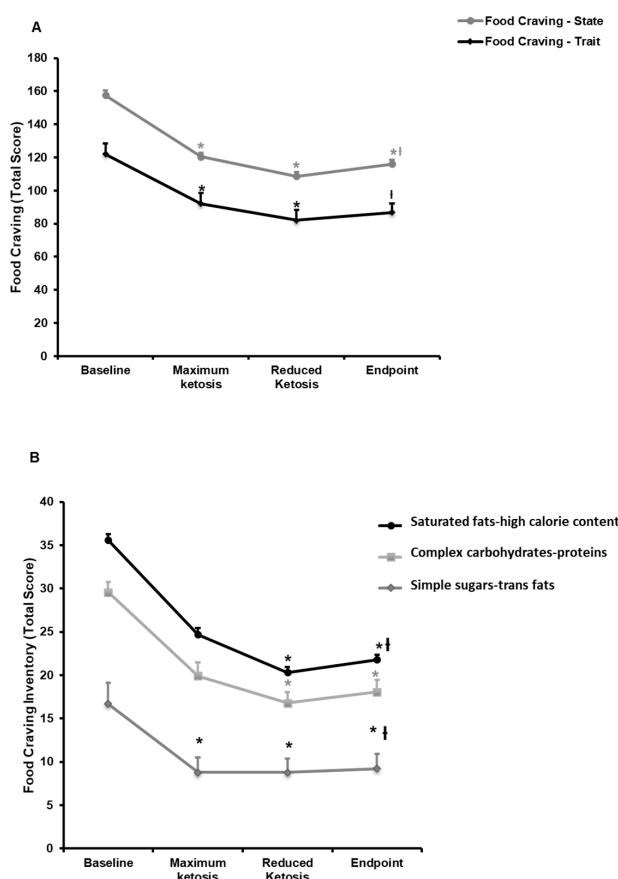 A
Food Craving - State
Food Craving - Trait
180
160
140
120
100
80
60
40
20
0
Food Craving (Total Score)
* * *ƚ
* * ƚ
Baseline
Maximum ketosis
Reduced Ketosis
Endpoint
B
Saturated fats-high calorie content
Complex carbohydrates-proteins
Simple sugars-trans fats
40
35
30
25
20
15
10
5
0
Food Craving Inventory (Total Score)
* * ƚ
* *
* * * ƚ
Baseline
Maximum ketosis
Reduced Ketosis
Endpoint